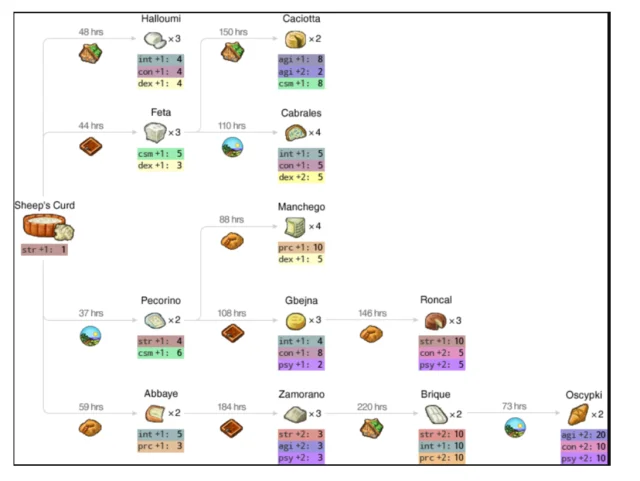 Halloumi
Caciotta
48 hrs
×3
150 hrs
×2
int +1: 4
con +1: 4
dex +1: 4
agi +1: 8
agi +2: 2
csm +1: 8
Feta
Cabrales
44 hrs
×3
110 hrs
×4
csm +1: 5
dex +1: 3
int +1: 5
con +1: 5
dex +2: 5
Sheep's Curd
str +1: 1
Manchego
88 hrs
×4
prc +1: 10
dex +1: 5
Pecorino
Gbejna
Roncal
37 hrs
×2
108 hrs
×3
146 hrs
×3
str +1: 4
csm +1: 6
int +1: 4
con +1: 8
psy +1: 2
str +1: 10
con +2: 5
psy +2: 5
Abbaye
Zamorano
Brique
Oscypki
59 hrs
×2
184 hrs
×3
220 hrs
×2
73 hrs
×2
int +1: 5
prc +1: 3
str +2: 3
agi +2: 3
psy +2: 3
str +2: 10
int +1: 10
prc +2: 10
agi +2: 20
con +2: 10
psy +2: 10